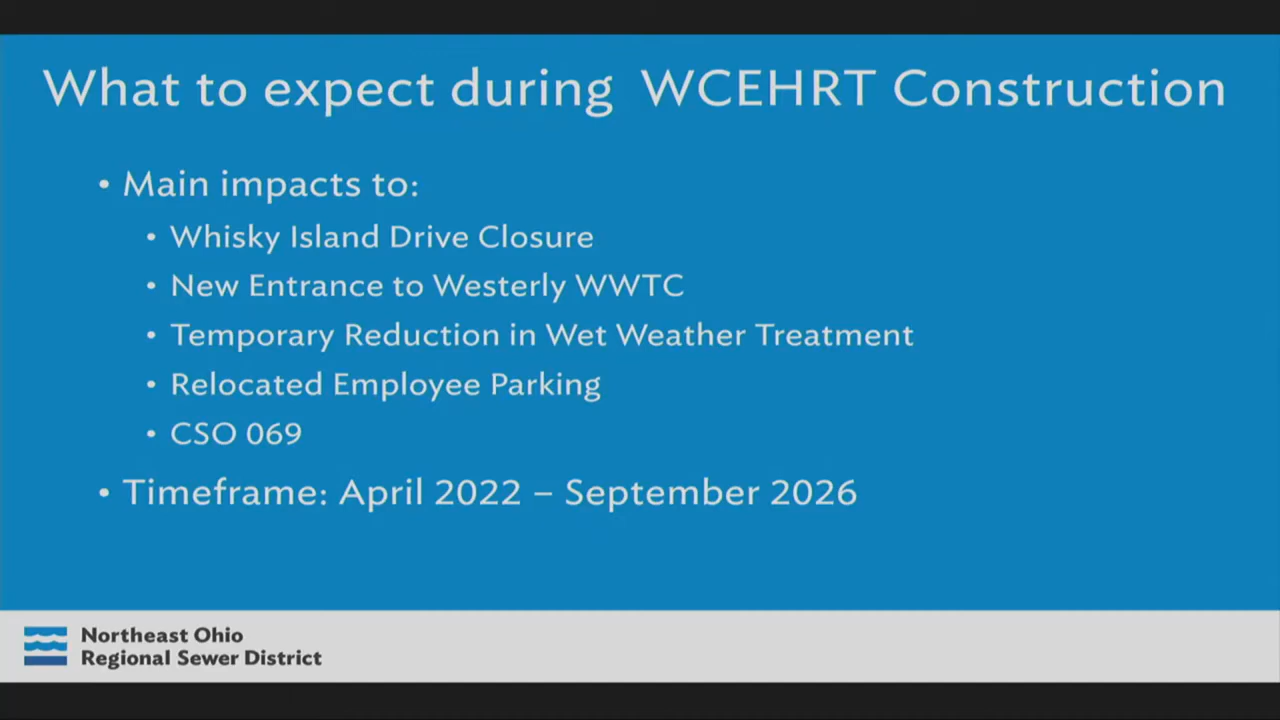 What to expect during WCEHRT Construction
• Main impacts to:
• Whisky Island Drive Closure
• New Entrance to Westerly WWTC
• Temporary Reduction in Wet Weather Treatment
• Relocated Employee Parking
• CSO 069
• Timeframe: April 2022 – September 2026
Northeast Ohio
Regional Sewer District